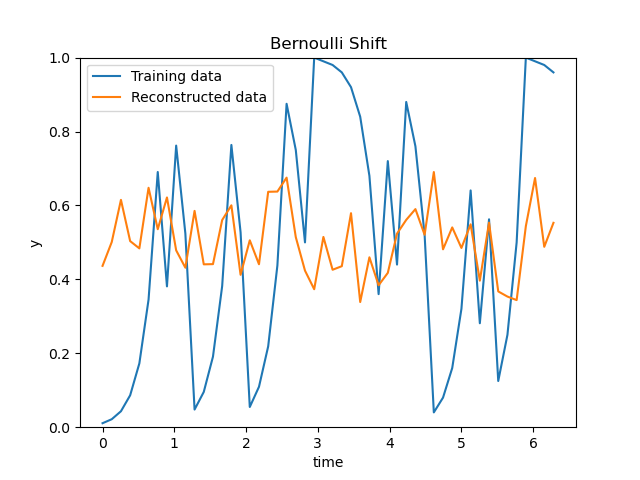 Bernoulli Shift
Training data
Reconstructed data
y
1.0
0.8
0.6
0.4
0.2
0.0
0 1 2 3 4 5 6
time